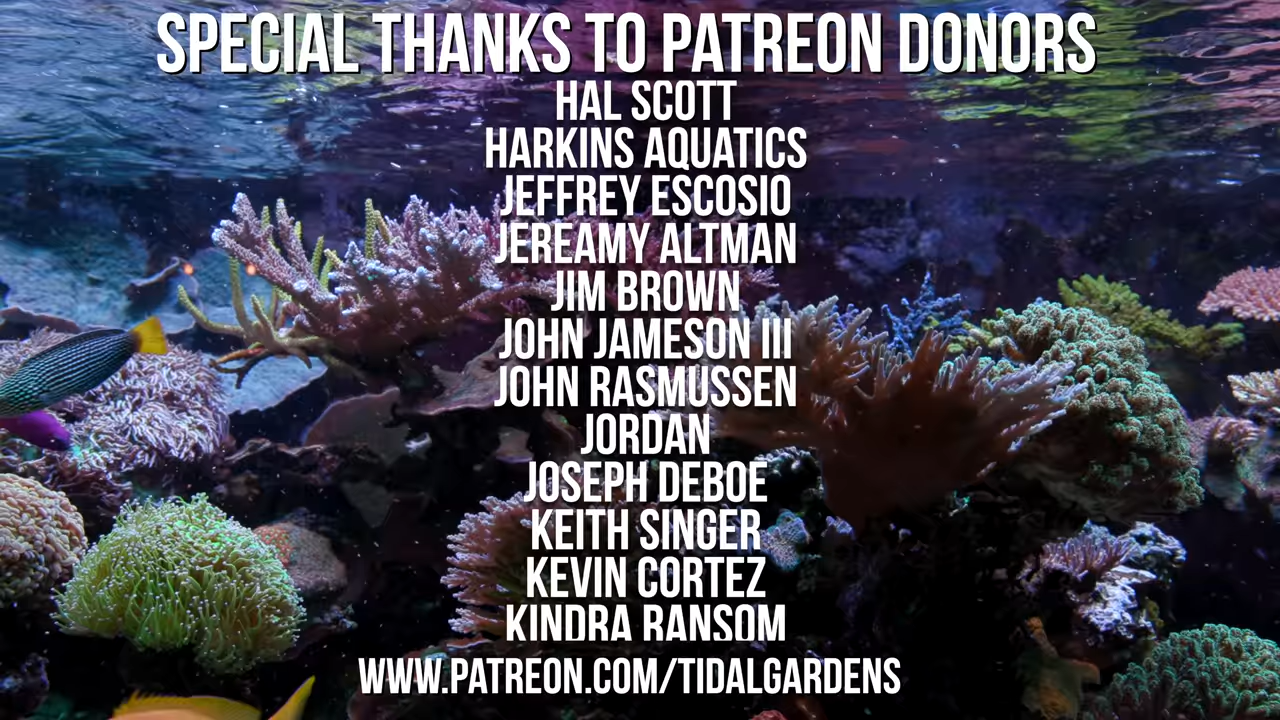 SPECIAL THANKS TO PATREON DONORS
HAL SCOTT
HARKINS AQUATICS
JEFFREY ESCOSIO
JEREAMY ALTMAN
JIM BROWN
JOHN JAMESON III
JOHN RASMUSSEN
JORDAN
JOSEPH DEBOE
KEITH SINGER
KEVIN CORTEZ
KINDRA RANSOM
WWW.PATREON.COM/TIDALGARDENS